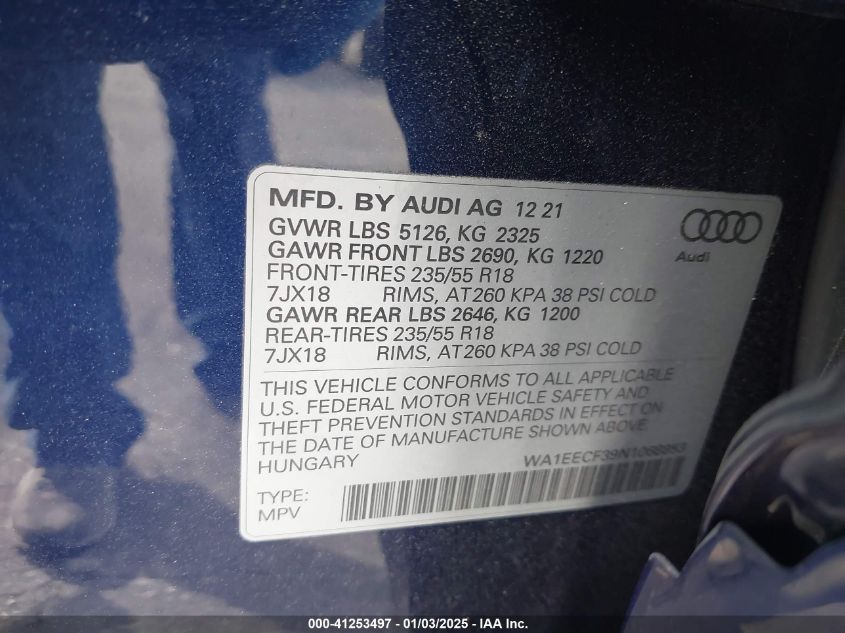 MFD. BY AUDI AG 12 21
GVWR LBS 5126, KG 2325
GAWR FRONT LBS 2690, KG 1220
FRONT-TIRES 235/55 R18
7JX18 RIMS, AT260 KPA 38 PSI COLD
GAWR REAR LBS 2646, KG 1200
REAR-TIRES 235/55 R18
7JX18 RIMS, AT260 KPA 38 PSI COLD
Audi
THIS VEHICLE CONFORMS TO ALL APPLICABLE
U.S. FEDERAL MOTOR VEHICLE SAFETY AND
THEFT PREVENTION STANDARDS IN EFFECT ON
THE DATE OF MANUFACTURE SHOWN ABOVE.
HUNGARY
TYPE:
MPV
000-41253497 - 01/03/2025 - IAA Inc.